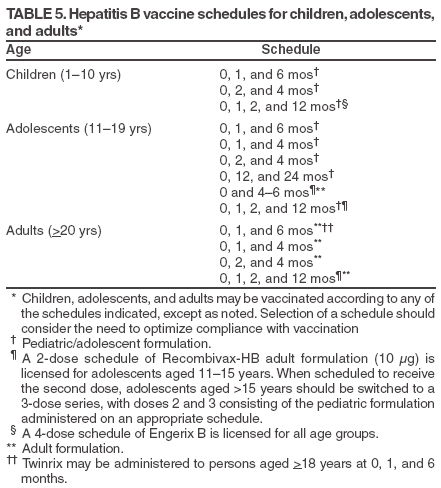 TABLE 5. Hepatitis B vaccine schedules for children, adolescents,
and adults*
Age Schedule
Children (1–10 yrs) 0, 1, and 6 mos†
0, 2, and 4 mos†
0, 1, 2, and 12 mos†§
Adolescents (11–19 yrs) 0, 1, and 6 mos†
0, 1, and 4 mos†
0, 2, and 4 mos†
0, 12, and 24 mos†
0 and 4–6 mos¶**
0, 1, 2, and 12 mos†¶
Adults (≥20 yrs) 0, 1, and 6 mos**††
0, 1, and 4 mos**
0, 2, and 4 mos**
0, 1, 2, and 12 mos¶**
* Children, adolescents, and adults may be vaccinated according to any of
the schedules indicated, except as noted. Selection of a schedule should
consider the need to optimize compliance with vaccination
† Pediatric/adolescent formulation.
¶ A 2-dose schedule of Recombivax-HB adult formulation (10 µg) is
licensed for adolescents aged 11–15 years. When scheduled to receive
the second dose, adolescents aged >15 years should be switched to a
3-dose series, with doses 2 and 3 consisting of the pediatric formulation
administered on an appropriate schedule.
§ A 4-dose schedule of Engerix B is licensed for all age groups.
** Adult formulation.
†† Twinrix may be administered to persons aged ≥18 years at 0, 1, and 6
months.